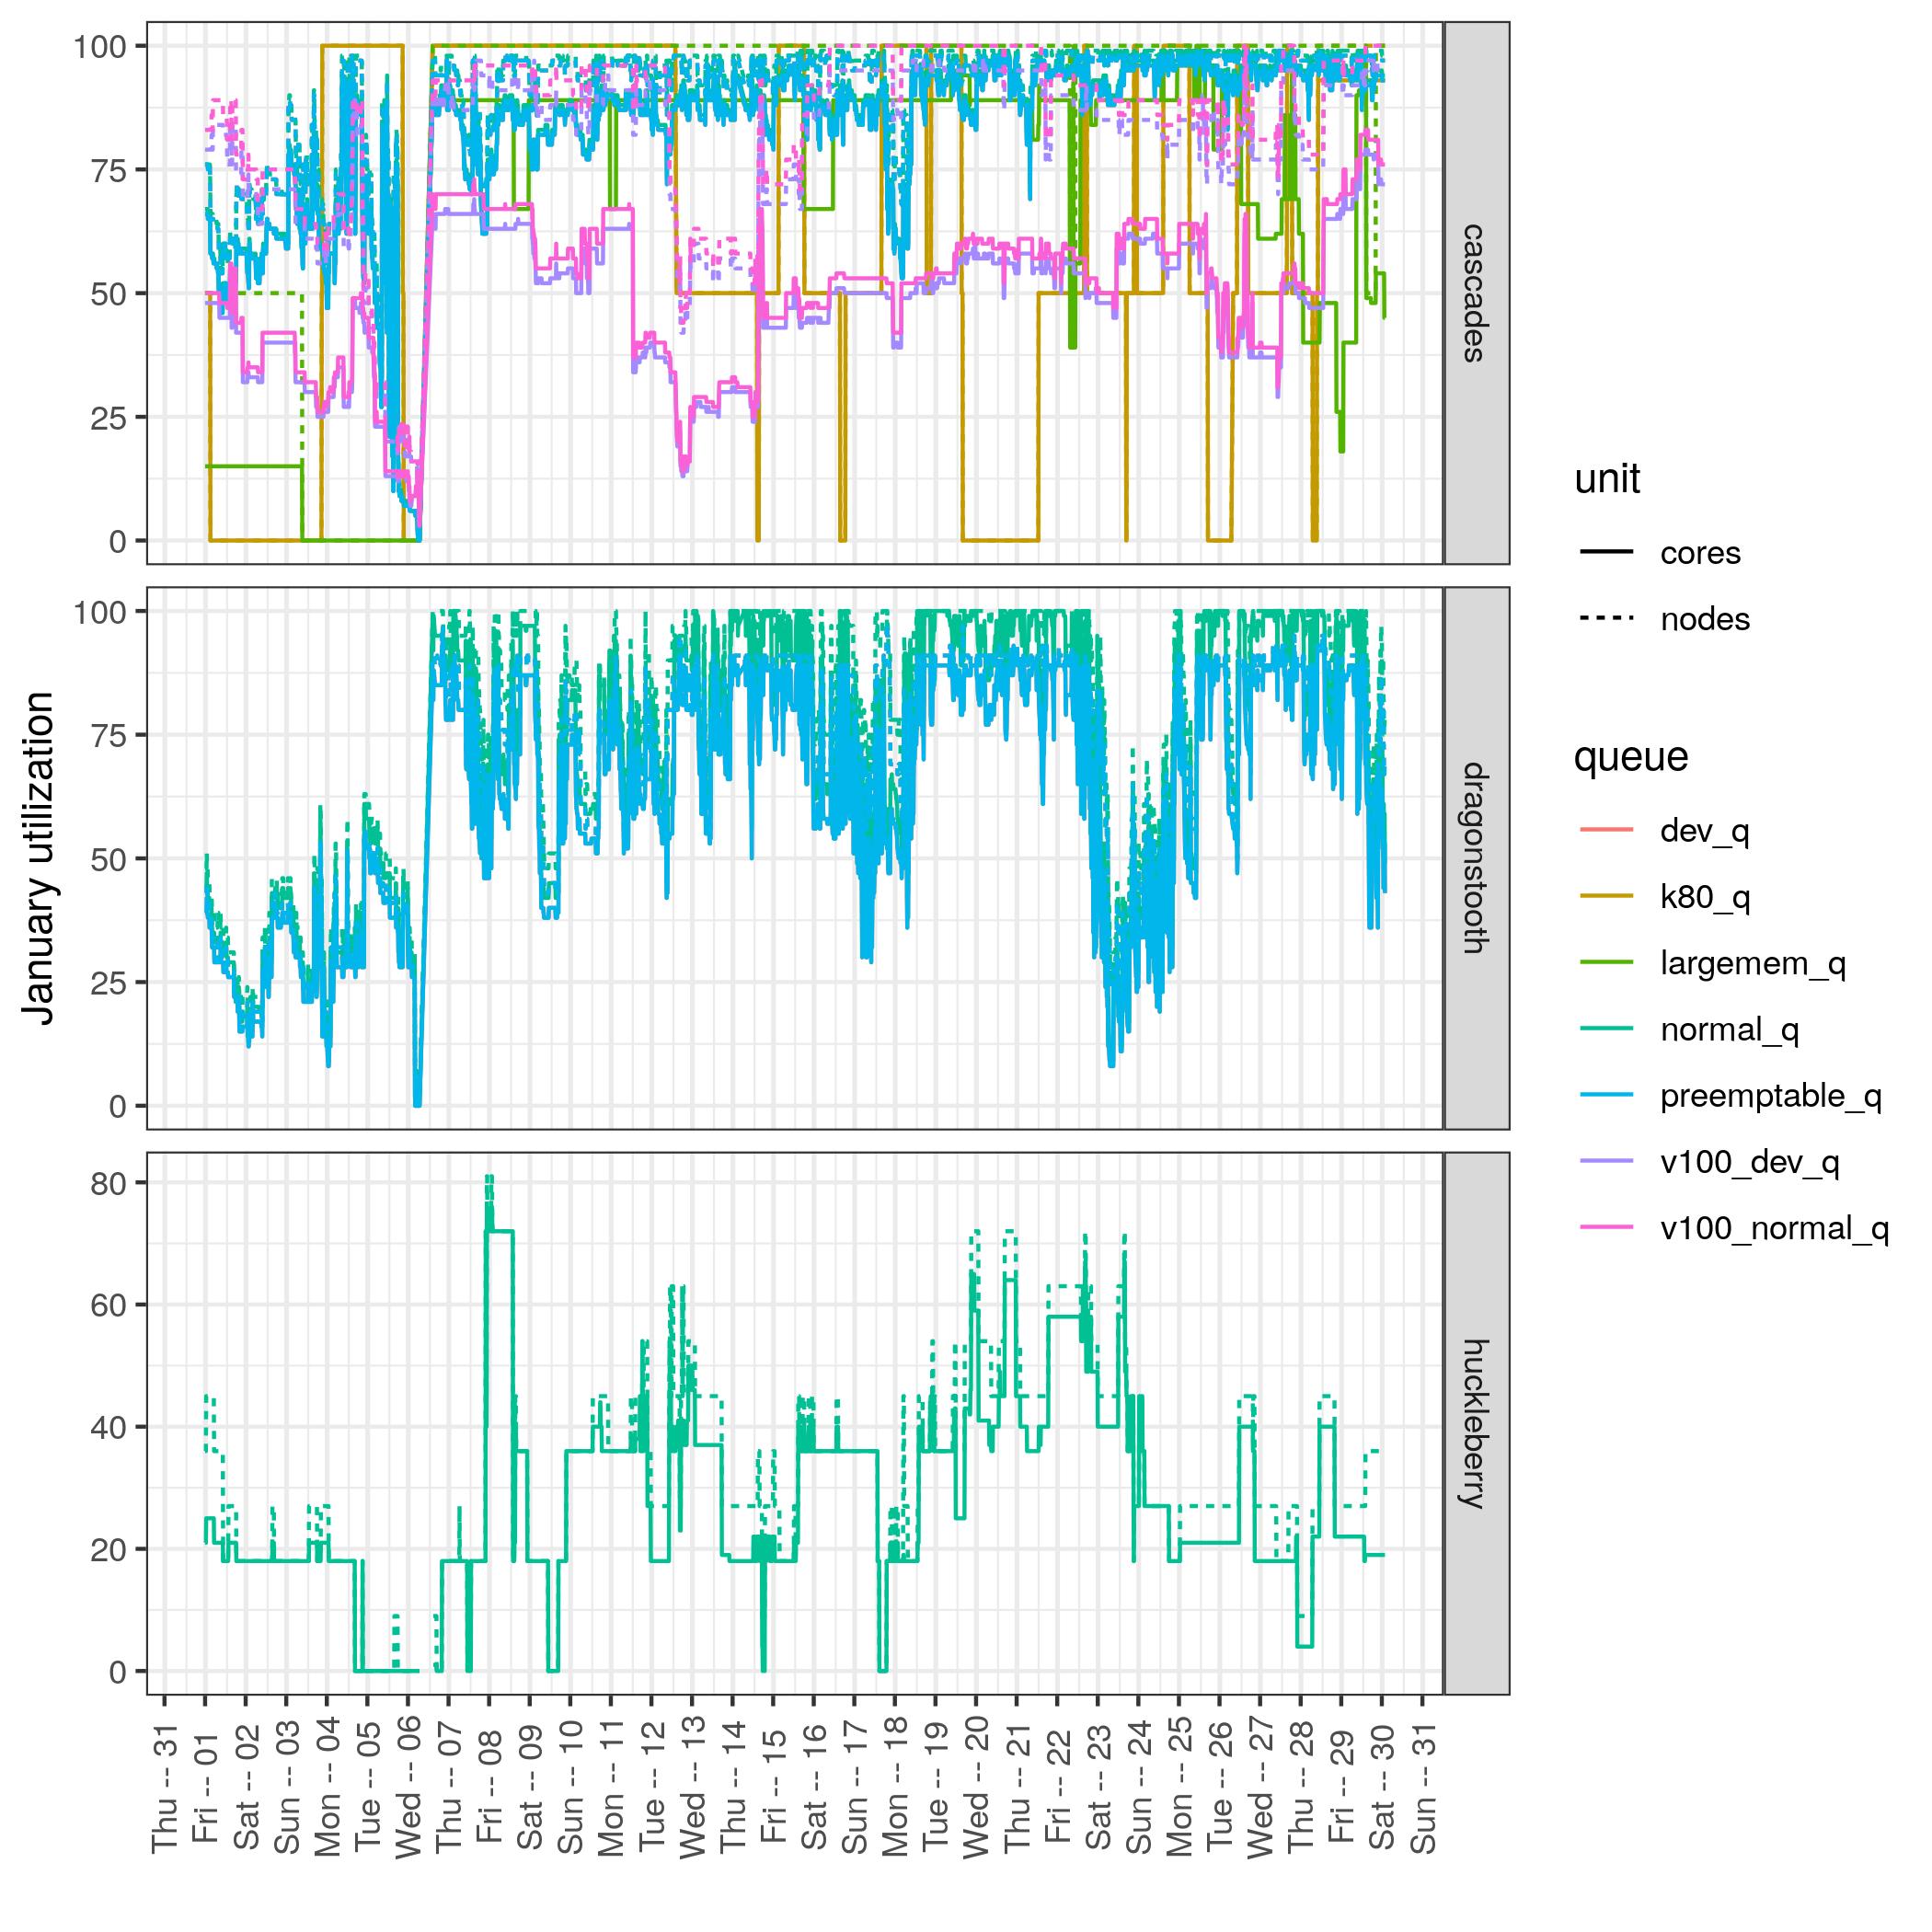 January utilization
100
75
50
25
0
cascades
100
75
50
25
0
dragonstooth
80
60
40
20
0
huckleberry
Thu -- 31
Fri -- 01
Sat -- 02
Sun -- 03
Mon -- 04
Tue -- 05
Wed -- 06
Thu -- 07
Fri -- 08
Sat -- 09
Sun -- 10
Mon -- 11
Tue -- 12
Wed -- 13
Thu -- 14
Fri -- 15
Sat -- 16
Sun -- 17
Mon -- 18
Tue -- 19
Wed -- 20
Thu -- 21
Fri -- 22
Sat -- 23
Sun -- 24
Mon -- 25
Tue -- 26
Wed -- 27
Thu -- 28
Fri -- 29
Sat -- 30
Sun -- 31
unit
cores
nodes
queue
dev_q
k80_q
largemem_q
normal_q
preemptable_q
v100_dev_q
v100_normal_q